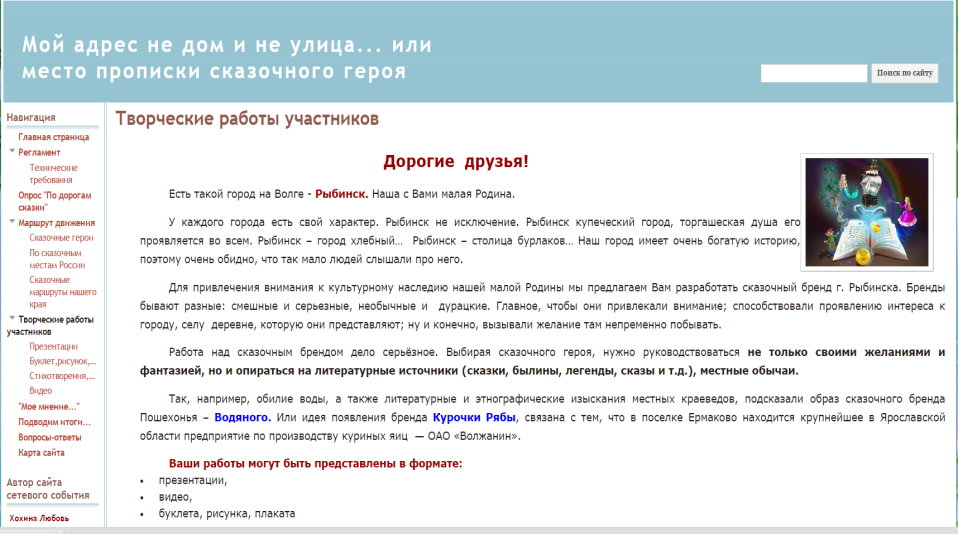 Мой адрес не дом и не улица... или
место прописки сказочного героя
Поиск по сайту
Навигация
Главная страница
Регламент
Технические
требования
Опрос "По дорогам
сказки"
Маршрут движения
Сказочные герои
По сказочным
местам России
Сказочные
маршруты нашего
края
Творческие работы
участников
Презентации
Буклет,рисунок,...
Стихотворения,...
Видео
"Мое мнение..."
Подводим итоги...
Вопросы-ответы
Карта сайта
Автор сайта
сетевого события
Хохина Любовь
Творческие работы участников
Дорогие друзья!
Есть такой город на Волге - Рыбинск. Наша с Вами малая Родина.
У каждого города есть свой характер. Рыбинск не исключение. Рыбинск купеческий город, торгашеская душа его
проявляется во всем. Рыбинск – город хлебный... Рыбинск – столица бурлаков... Наш город имеет очень богатую историю,
поэтому очень обидно, что так мало людей слышали про него.
Для привлечения внимания к культурному наследию нашей малой Родины мы предлагаем Вам разработать сказочный бренд г. Рыбинска. Бренды
бывают разные: смешные и серьезные, необычные и дурацкие. Главное, чтобы они привлекали внимание; способствовали проявлению интереса к
городу, селу деревне, которую они представляют; ну и конечно, вызывали желание там непременно побывать.
Работа над сказочным брендом дело серьёзное. Выбирая сказочного героя, нужно руководствоваться не только своими желаниями и
фантазией, но и опираться на литературные источники (сказки, былины, легенды, сказы и т.д.), местные обычаи.
Так, например, обилие воды, а также литературные и этнографические изыскания местных краеведов, подсказали образ сказочного бренда
Пошехонья – Водяного. Или идея появления бренда Курочки Рябы, связана с тем, что в поселке Ермаково находится крупнейшее в Ярославской
области предприятие по производству куриных яиц — ОАО «Волжанин».
Ваши работы могут быть представлены в формате:
• презентации,
• видео,
• буклета, рисунка, плаката